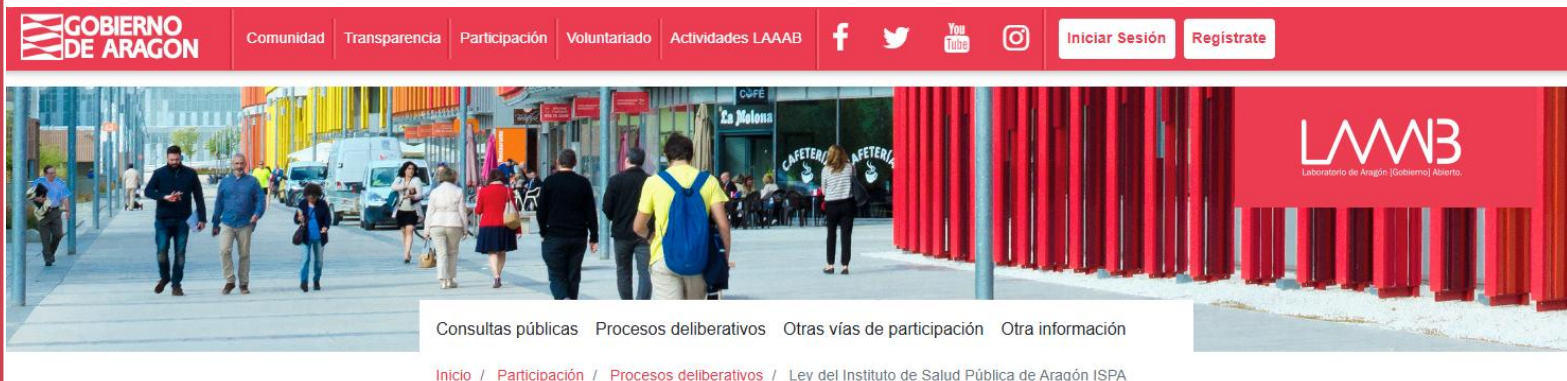 GOBIERNO
DE ARAGON
Comunidad Transparencia Participación Voluntariado Actividades LAAAB
f
You
Tube
Iniciar Sesión Regístrate
CAFÉ
La Molona
CAFETERÍA
CAFETERÍA
LAAAB
Laboratorio de Aragón [Gobierno] Abierto.
Consultas públicas Procesos deliberativos Otras vías de participación Otra información
Inicio / Participación / Procesos deliberativos / Ley del Instituto de Salud Pública de Aragón ISPA